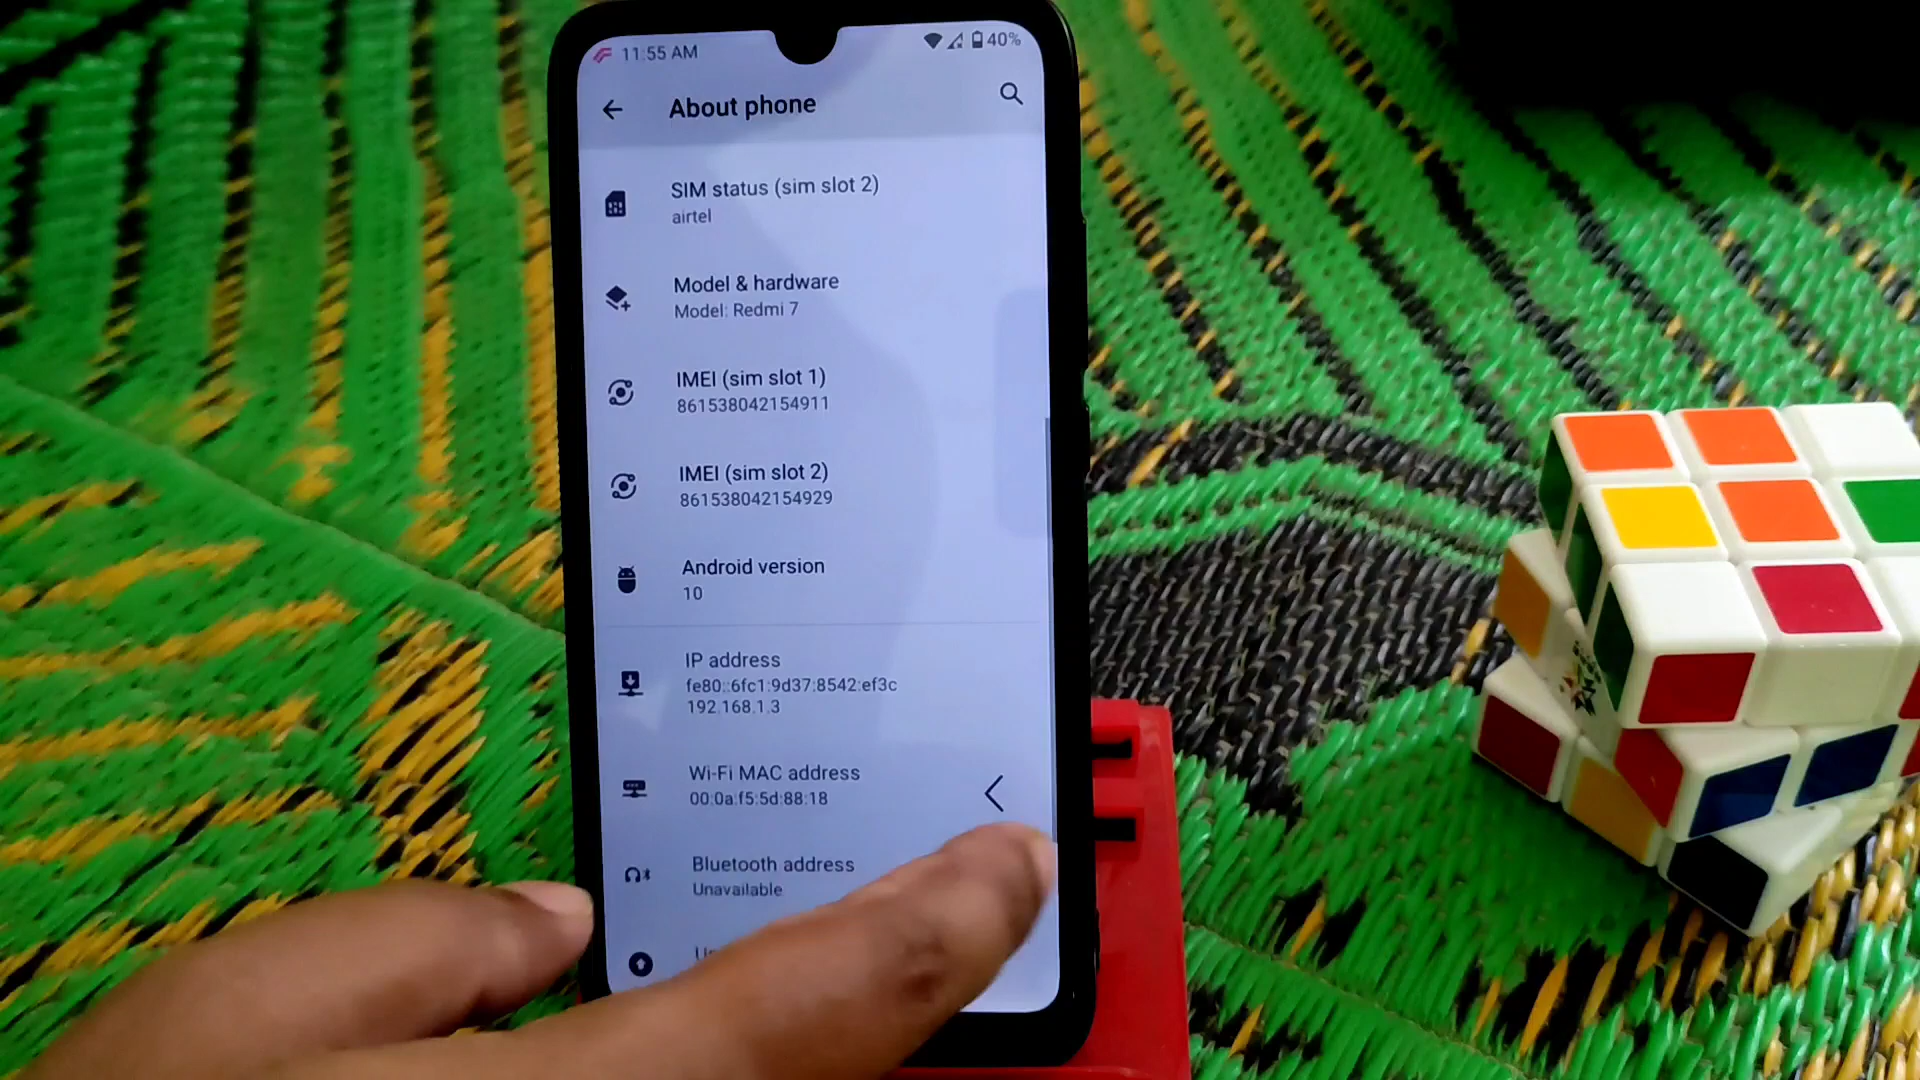 11:55 AM
40%
About phone
SIM status (sim slot 2)
airtel
Model & hardware
Model: Redmi 7
IMEI (sim slot 1)
861538042154911
IMEI (sim slot 2)
861538042154929
Android version
10
IP address
fe80::6fc1:9d37:8542:ef3c
192.168.1.3
Wi-Fi MAC address
00:0a:f5:5d:88:18
Bluetooth address
Unavailable